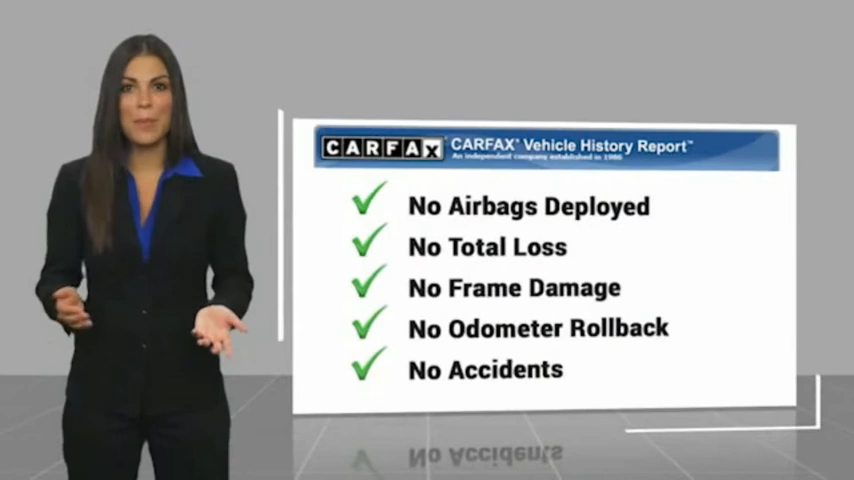 CARFAX CARFAX® Vehicle History Report™
An independent company established in 1986
No Airbags Deployed
No Total Loss
No Frame Damage
No Odometer Rollback
No Accidents
No Accidents